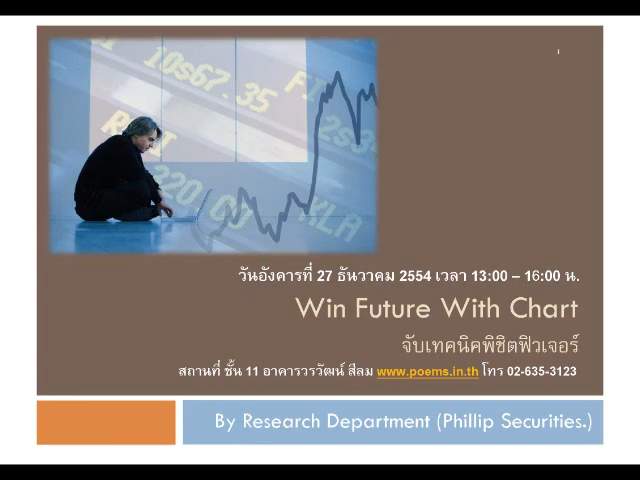 10s67.35
วันอังคารที่ 27 ธันวาคม 2554 เวลา 13:00 – 16:00 น.
Win Future With Chart
จับเทคนิคพิชิตฟิวเจอร์
สถานที่ ชั้น 11 อาคารวรวัฒน์ สีลม www.poems.in.th โทร 02-635-3123
By Research Department (Phillip Securities.)